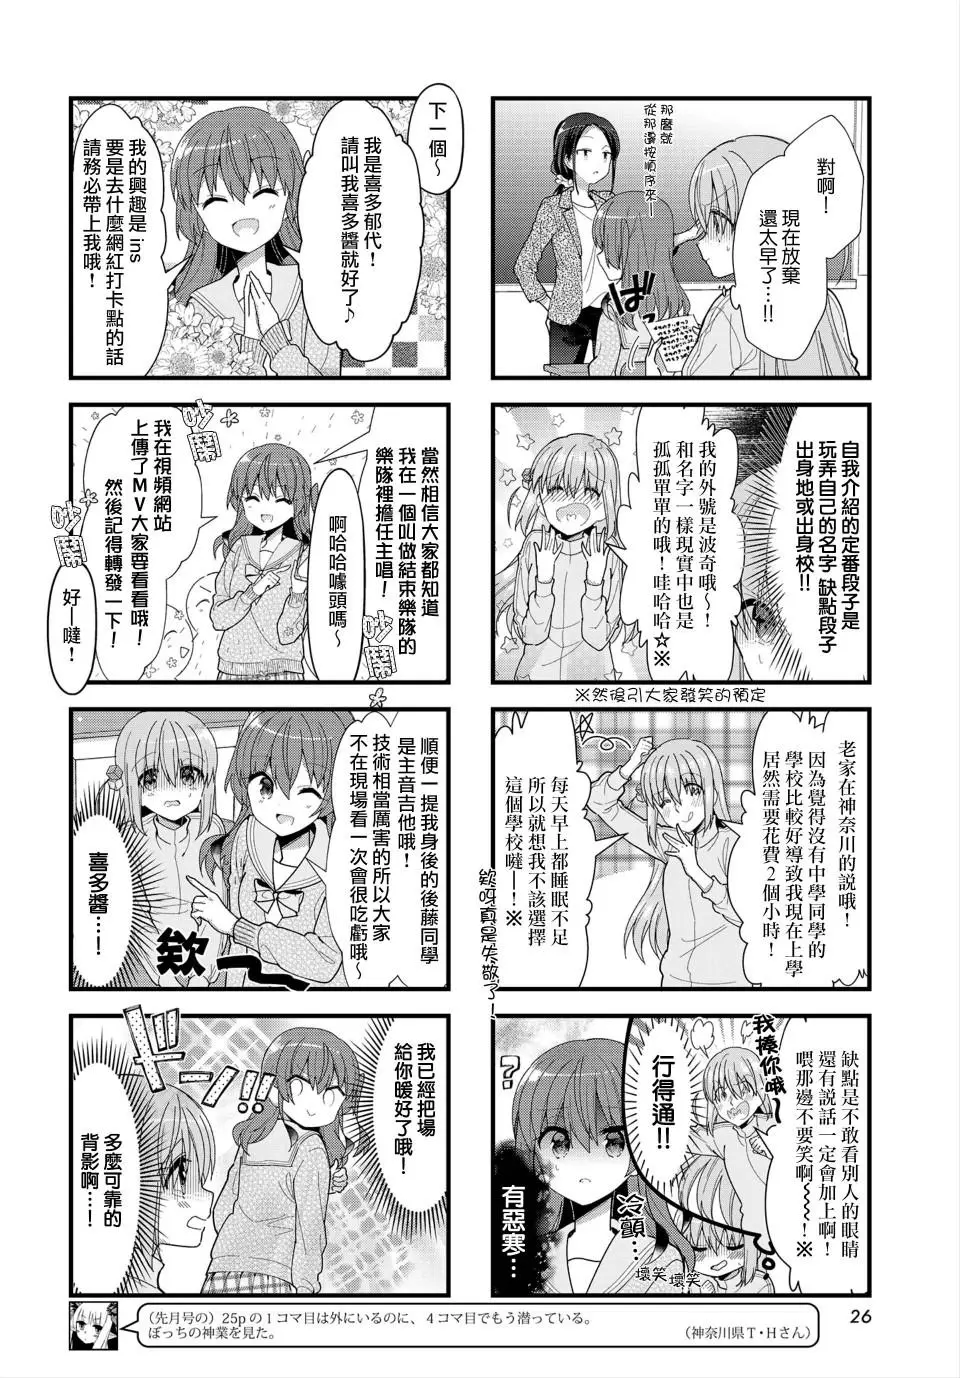 對啊！
現在放棄
還太早了…!!
那麼就
從那邊按順序來—
ばっ
自我介紹的定番段子是
玩弄自己的名字 缺點段子
出身地或出身校!!
我的外號是波奇哦～！
和名字一樣現實中也是
孤孤單單的哦！哇哈哈☆※
※然後引大家發笑的預定
老家在神奈川的說哦！
因為覺得沒有中學同學的
學校比較好導致我現在上學
居然需要花費2個小時！
每天早上都睡眠不足
所以就想我不該選擇
這個學校噠——！※
欸呀真是失敬了！
缺點是不敢看別人的眼睛
還有説話一定會加上啊！
喂那邊不要笑啊～～～！※
我揍你哦～
行得通!!
壞笑
壞笑
冷顫…
有惡寒…
下一個～
我是喜多郁代！
請叫我喜多醬就好了♪
我的興趣是 ins
要是去什麼網紅打卡點的話
請務必帶上我哦！
當然相信大家都知道
我在一個叫做結束樂隊的
樂隊裡擔任主唱！
啊哈哈噱頭嗎～
吵鬧
我在視頻網站
上傳了MV大家要看看哦！
然後記得轉發一下！
吵鬧
吵鬧
好—噠！
順便一提我身後的後藤同學
是主音吉他哦！
技術相當厲害的所以大家
不在現場看一次會很吃虧哦～
欸～
喜多醬…！
我已經把場
給你暖好了哦！
ドーン!!!
多麼可靠的
背影啊…！
（先月号の）25pの１コマ目は外にいるのに、４コマ目でもう潜っている。
ぼっちの神業を見た。
（神奈川県Ｔ・Ｈさん）
26